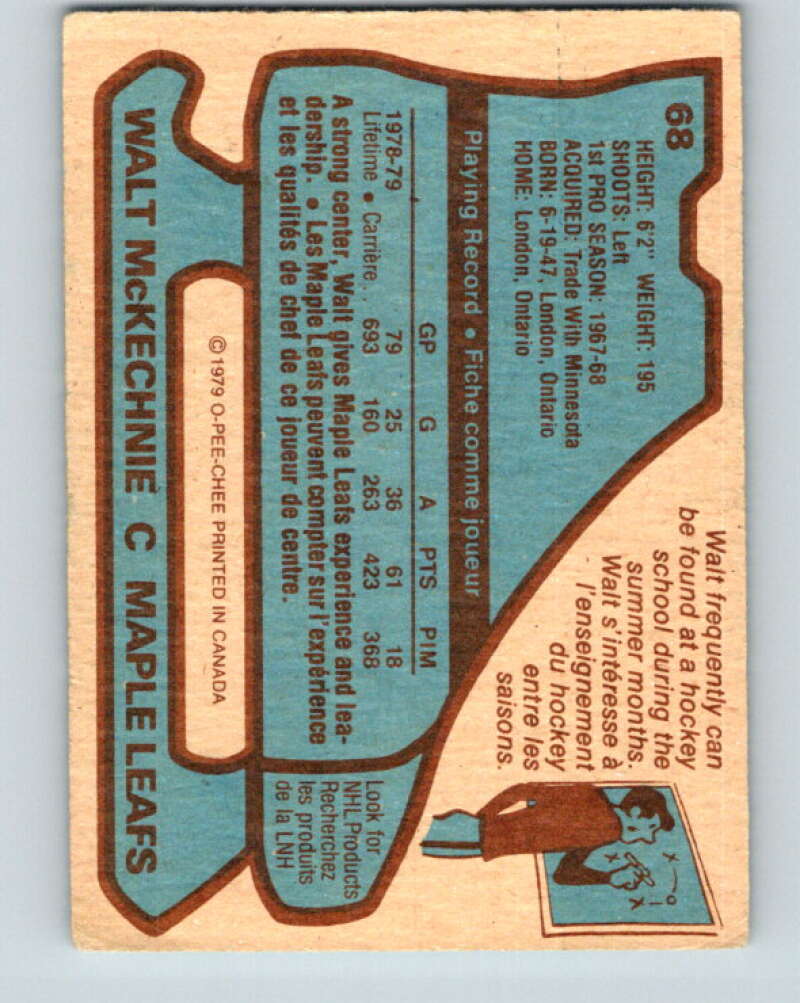 68
HEIGHT: 6'2" WEIGHT: 195
SHOOTS: Left
1st PRO SEASON: 1967-68
ACQUIRED: Trade With Minnesota
BORN: 6-19-47, London, Ontario
HOME: London, Ontario
Walt frequently can
be found at a hockey
school during the
summer months.
Walt s'intéresse à
l'enseignement
du hockey
entre les
saisons.
Playing Record • Fiche comme joueur
GP G A PTS PIM
1978-79 79 25 36 61 18
Lifetime • Carrière.. 693 160 263 423 368
A strong center, Walt gives Maple Leafs experience and lea-
dership. • Les Maple Leafs peuvent compter sur l'expérience
et les qualités de chef de ce joueur de centre.
Look for
NHL Products
Recherchez
les produits
de la LNH
©1979 O-PEE-CHEE PRINTED IN CANADA
WALT McKECHNIE C MAPLE LEAFS